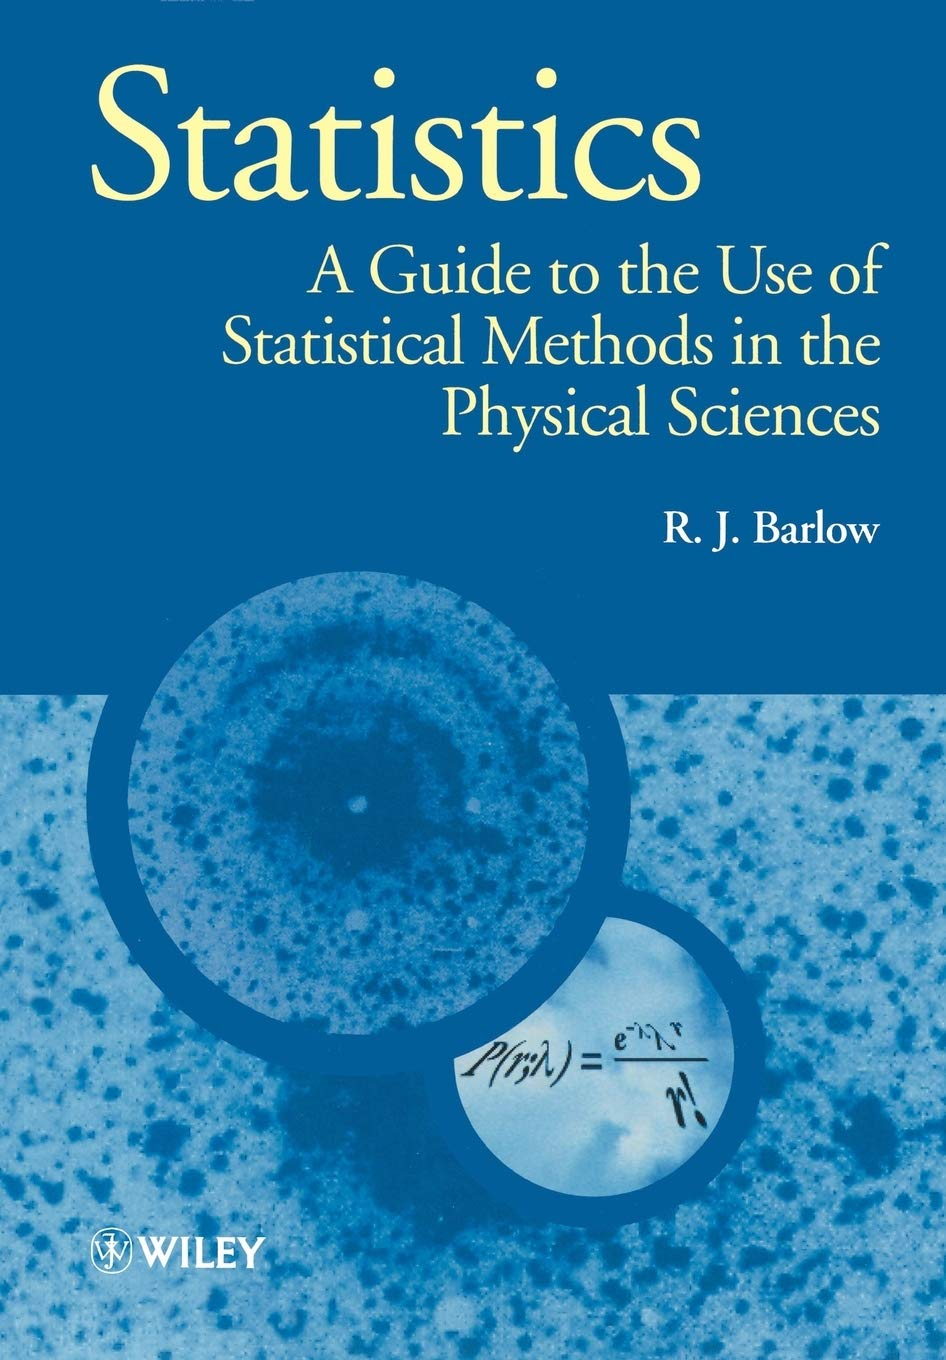 Statistics
A Guide to the Use of
Statistical Methods in the
Physical Sciences
R. J. Barlow
P(r;λ) = e^{-λ}λ^r / r!
WILEY